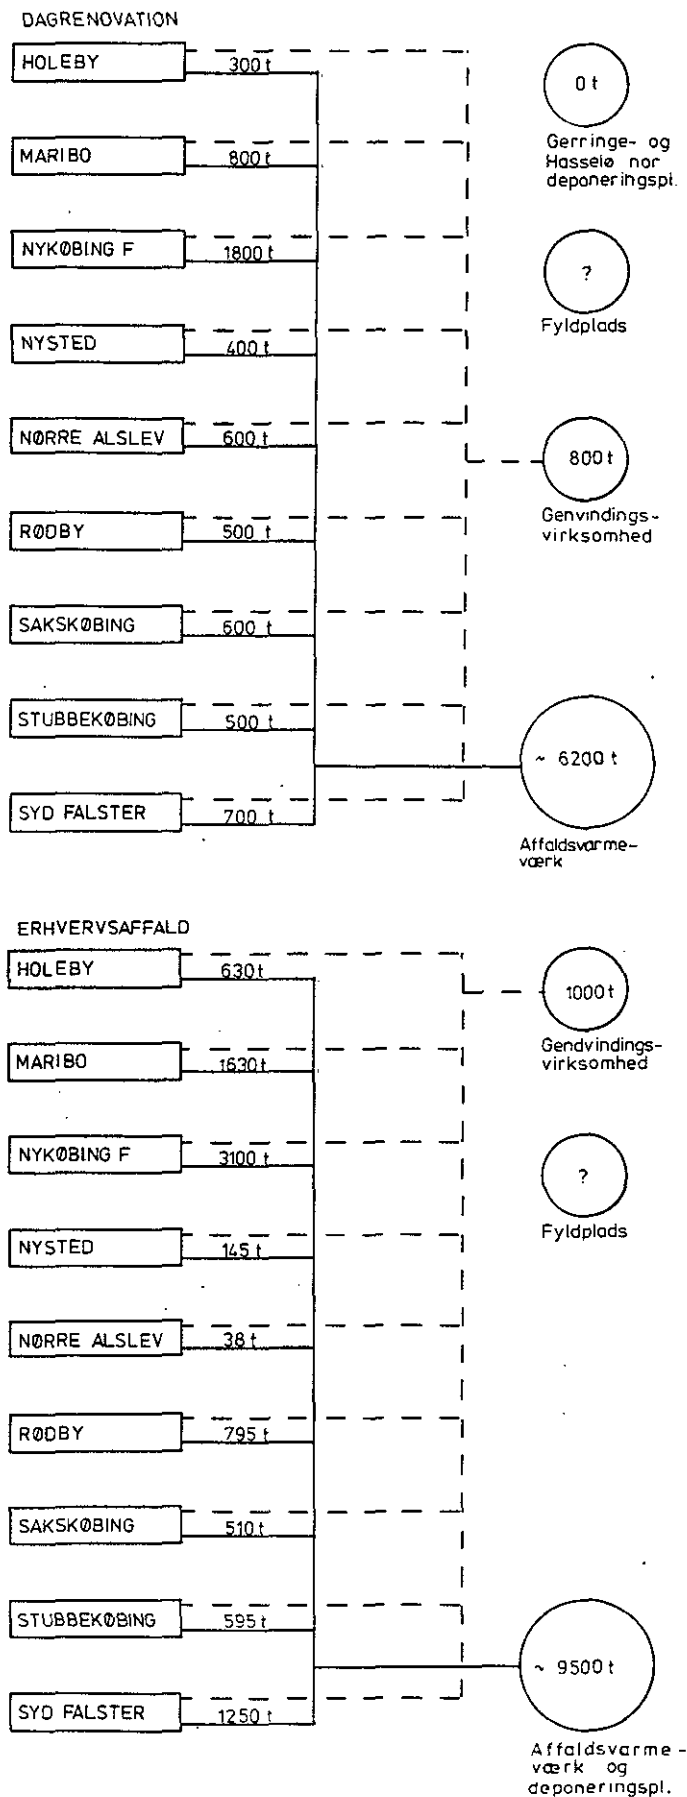 DAGRENOVATION
HOLEBY
300 t
0 t
Gerringe- og
Hasselø nor
deponeringspl.
MARIBO
800 t
NYKØBING F
1800 t
?
Fyldplads
NYSTED
400 t
NØRRE ALSLEV
600 t
800 t
Genvindings-
virksomhed
RØDBY
500 t
SAKSKØBING
600 t
STUBBEKØBING
500 t
~ 6200 t
Affaldsvarme-
værk
SYD FALSTER
700 t
ERHVERVSAFFALD
HOLEBY
630 t
1000 t
Gendvindings-
virksomhed
MARIBO
1630 t
NYKØBING F
3100 t
?
Fyldplads
NYSTED
145 t
NØRRE ALSLEV
38 t
RØDBY
795 t
SAKSKØBING
510 t
STUBBEKØBING
595 t
~ 9500 t
Affaldsvarme-
værk og
deponeringspl.
SYD FALSTER
1250 t